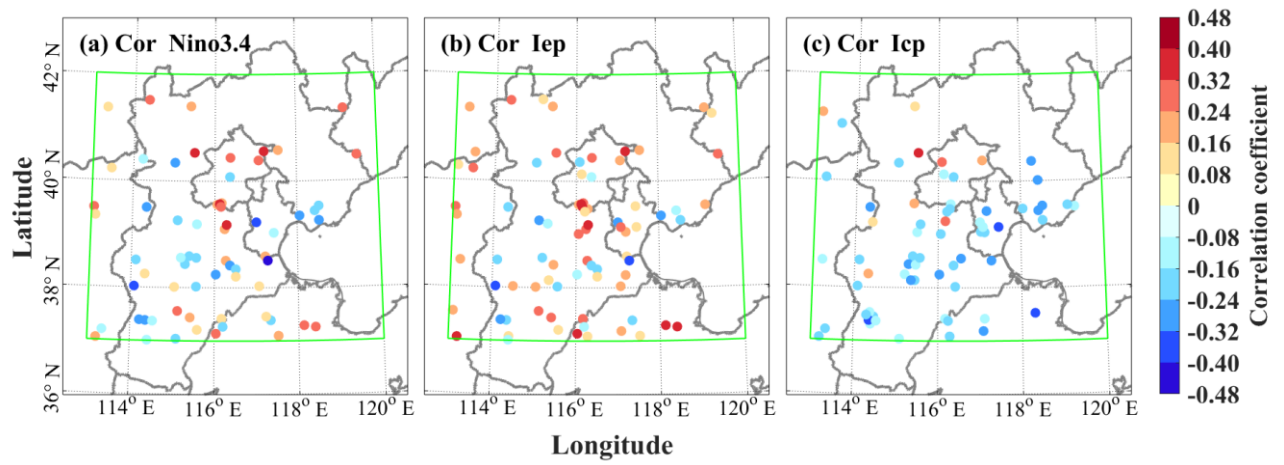 (a) Cor Nino3.4
(b) Cor Iep
(c) Cor Icp
42° N
40° N
38° N
36° N
Latitude
114° E
116° E
118° E
120° E
114° E
116° E
118° E
120° E
114° E
116° E
118° E
120° E
Longitude
0.48
0.40
0.32
0.24
0.16
0.08
0
-0.08
-0.16
-0.24
-0.32
-0.40
-0.48
Correlation coefficient